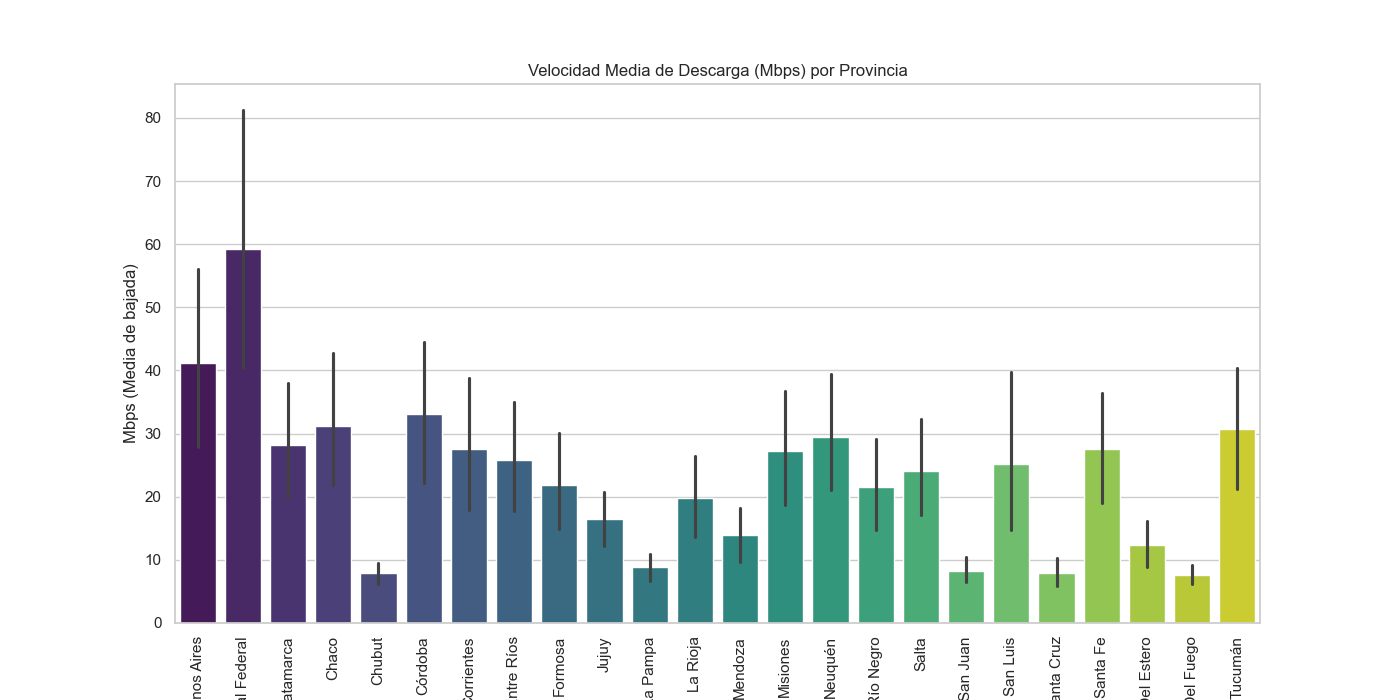 Velocidad Media de Descarga (Mbps) por Provincia
Mbps (Media de bajada)
80
70
60
50
40
30
20
10
0
nos Aires
al Federal
atamarca
Chaco
Chubut
Córdoba
Corrientes
ntre Ríos
Formosa
Jujuy
La Pampa
La Rioja
Mendoza
Misiones
Neuquén
Río Negro
Salta
San Juan
San Luis
anta Cruz
Santa Fe
Del Estero
Del Fuego
Tucumán